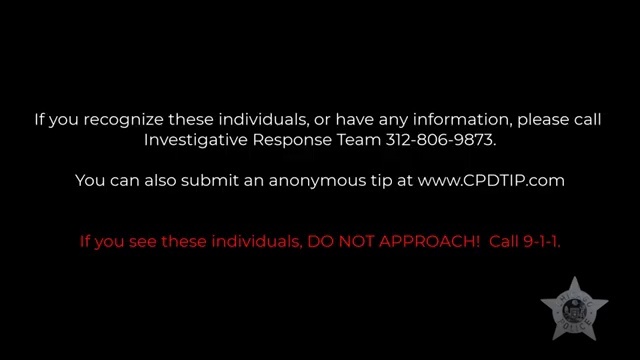 If you recognize these individuals, or have any information, please call
Investigative Response Team 312-806-9873.
You can also submit an anonymous tip at www.CPDTIP.com
If you see these individuals, DO NOT APPROACH! Call 9-1-1.
CHICAGO
POLICE